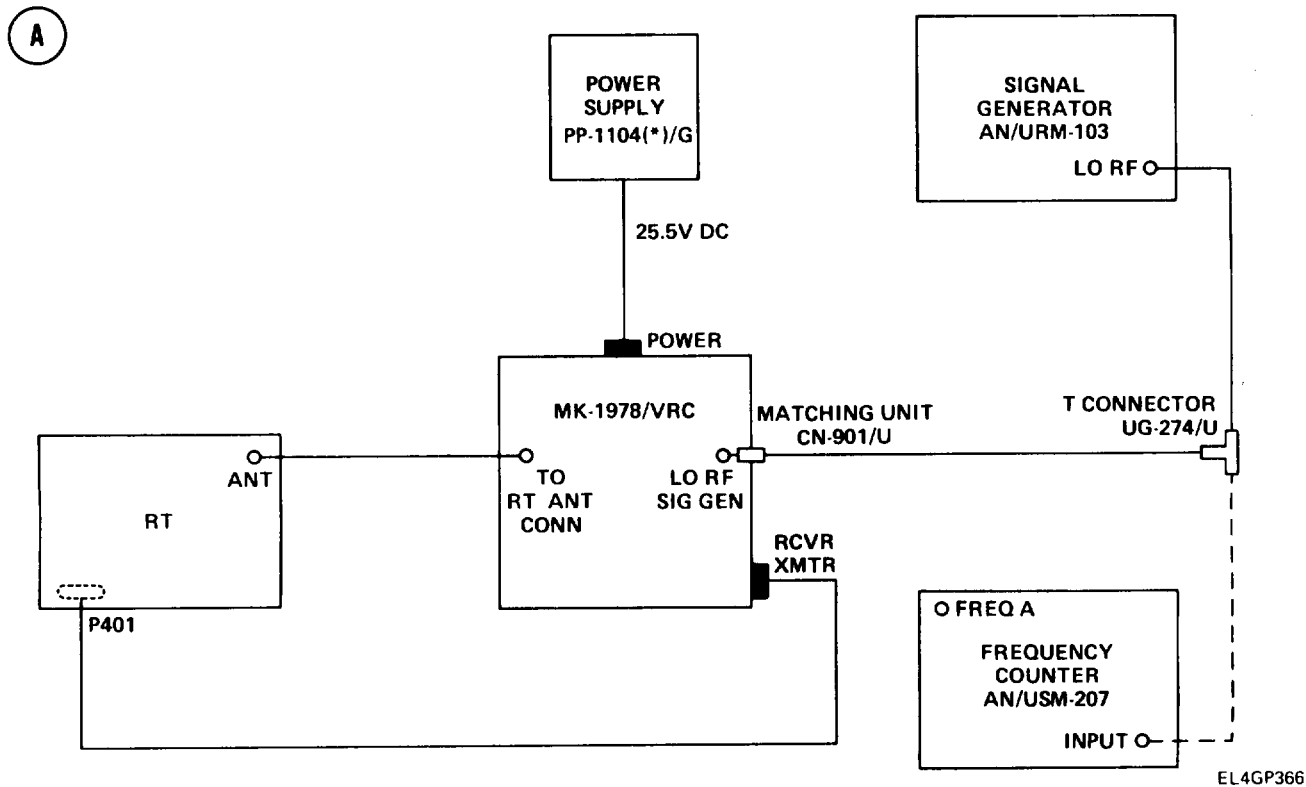 A
POWER
SUPPLY
PP-1104(*)/G
SIGNAL
GENERATOR
AN/URM-103
LO RF
25.5V DC
POWER
MK-1978/VRC
MATCHING UNIT
CN-901/U
T CONNECTOR
UG-274/U
ANT
RT
TO
RT ANT
CONN
LO RF
SIG GEN
RCVR
XMTR
P401
FREQ A
FREQUENCY
COUNTER
AN/USM-207
INPUT
EL4GP366